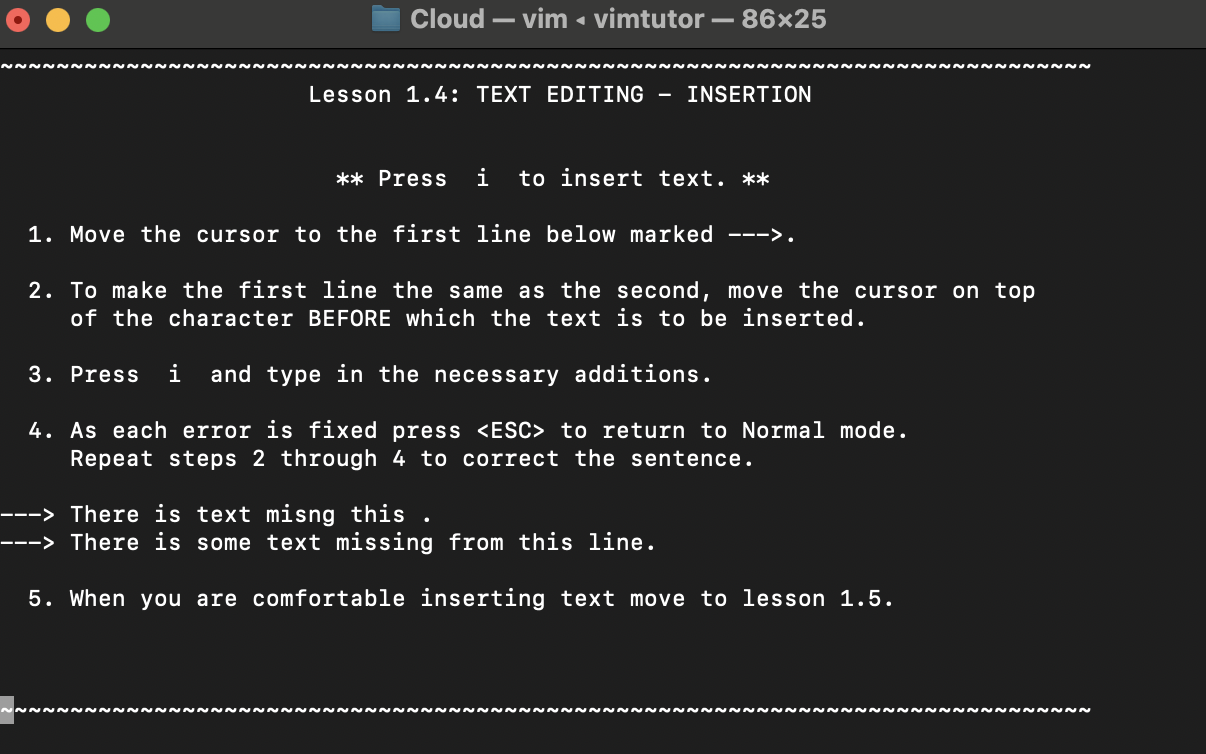 Cloud — vim ◂ vimtutor — 86×25
~~~~~~~~~~~~~~~~~~~~~~~~~~~~~~~~~~~~~~~~~~~~~~~~~~~~~~~~~~~~~~~~~~~~~~~~~~~~~~
Lesson 1.4: TEXT EDITING - INSERTION
** Press  i  to insert text. **
1. Move the cursor to the first line below marked --->.
2. To make the first line the same as the second, move the cursor on top
of the character BEFORE which the text is to be inserted.
3. Press  i  and type in the necessary additions.
4. As each error is fixed press <ESC> to return to Normal mode.
Repeat steps 2 through 4 to correct the sentence.
---> There is text misng this .
---> There is some text missing from this line.
5. When you are comfortable inserting text move to lesson 1.5.
~~~~~~~~~~~~~~~~~~~~~~~~~~~~~~~~~~~~~~~~~~~~~~~~~~~~~~~~~~~~~~~~~~~~~~~~~~~~~~